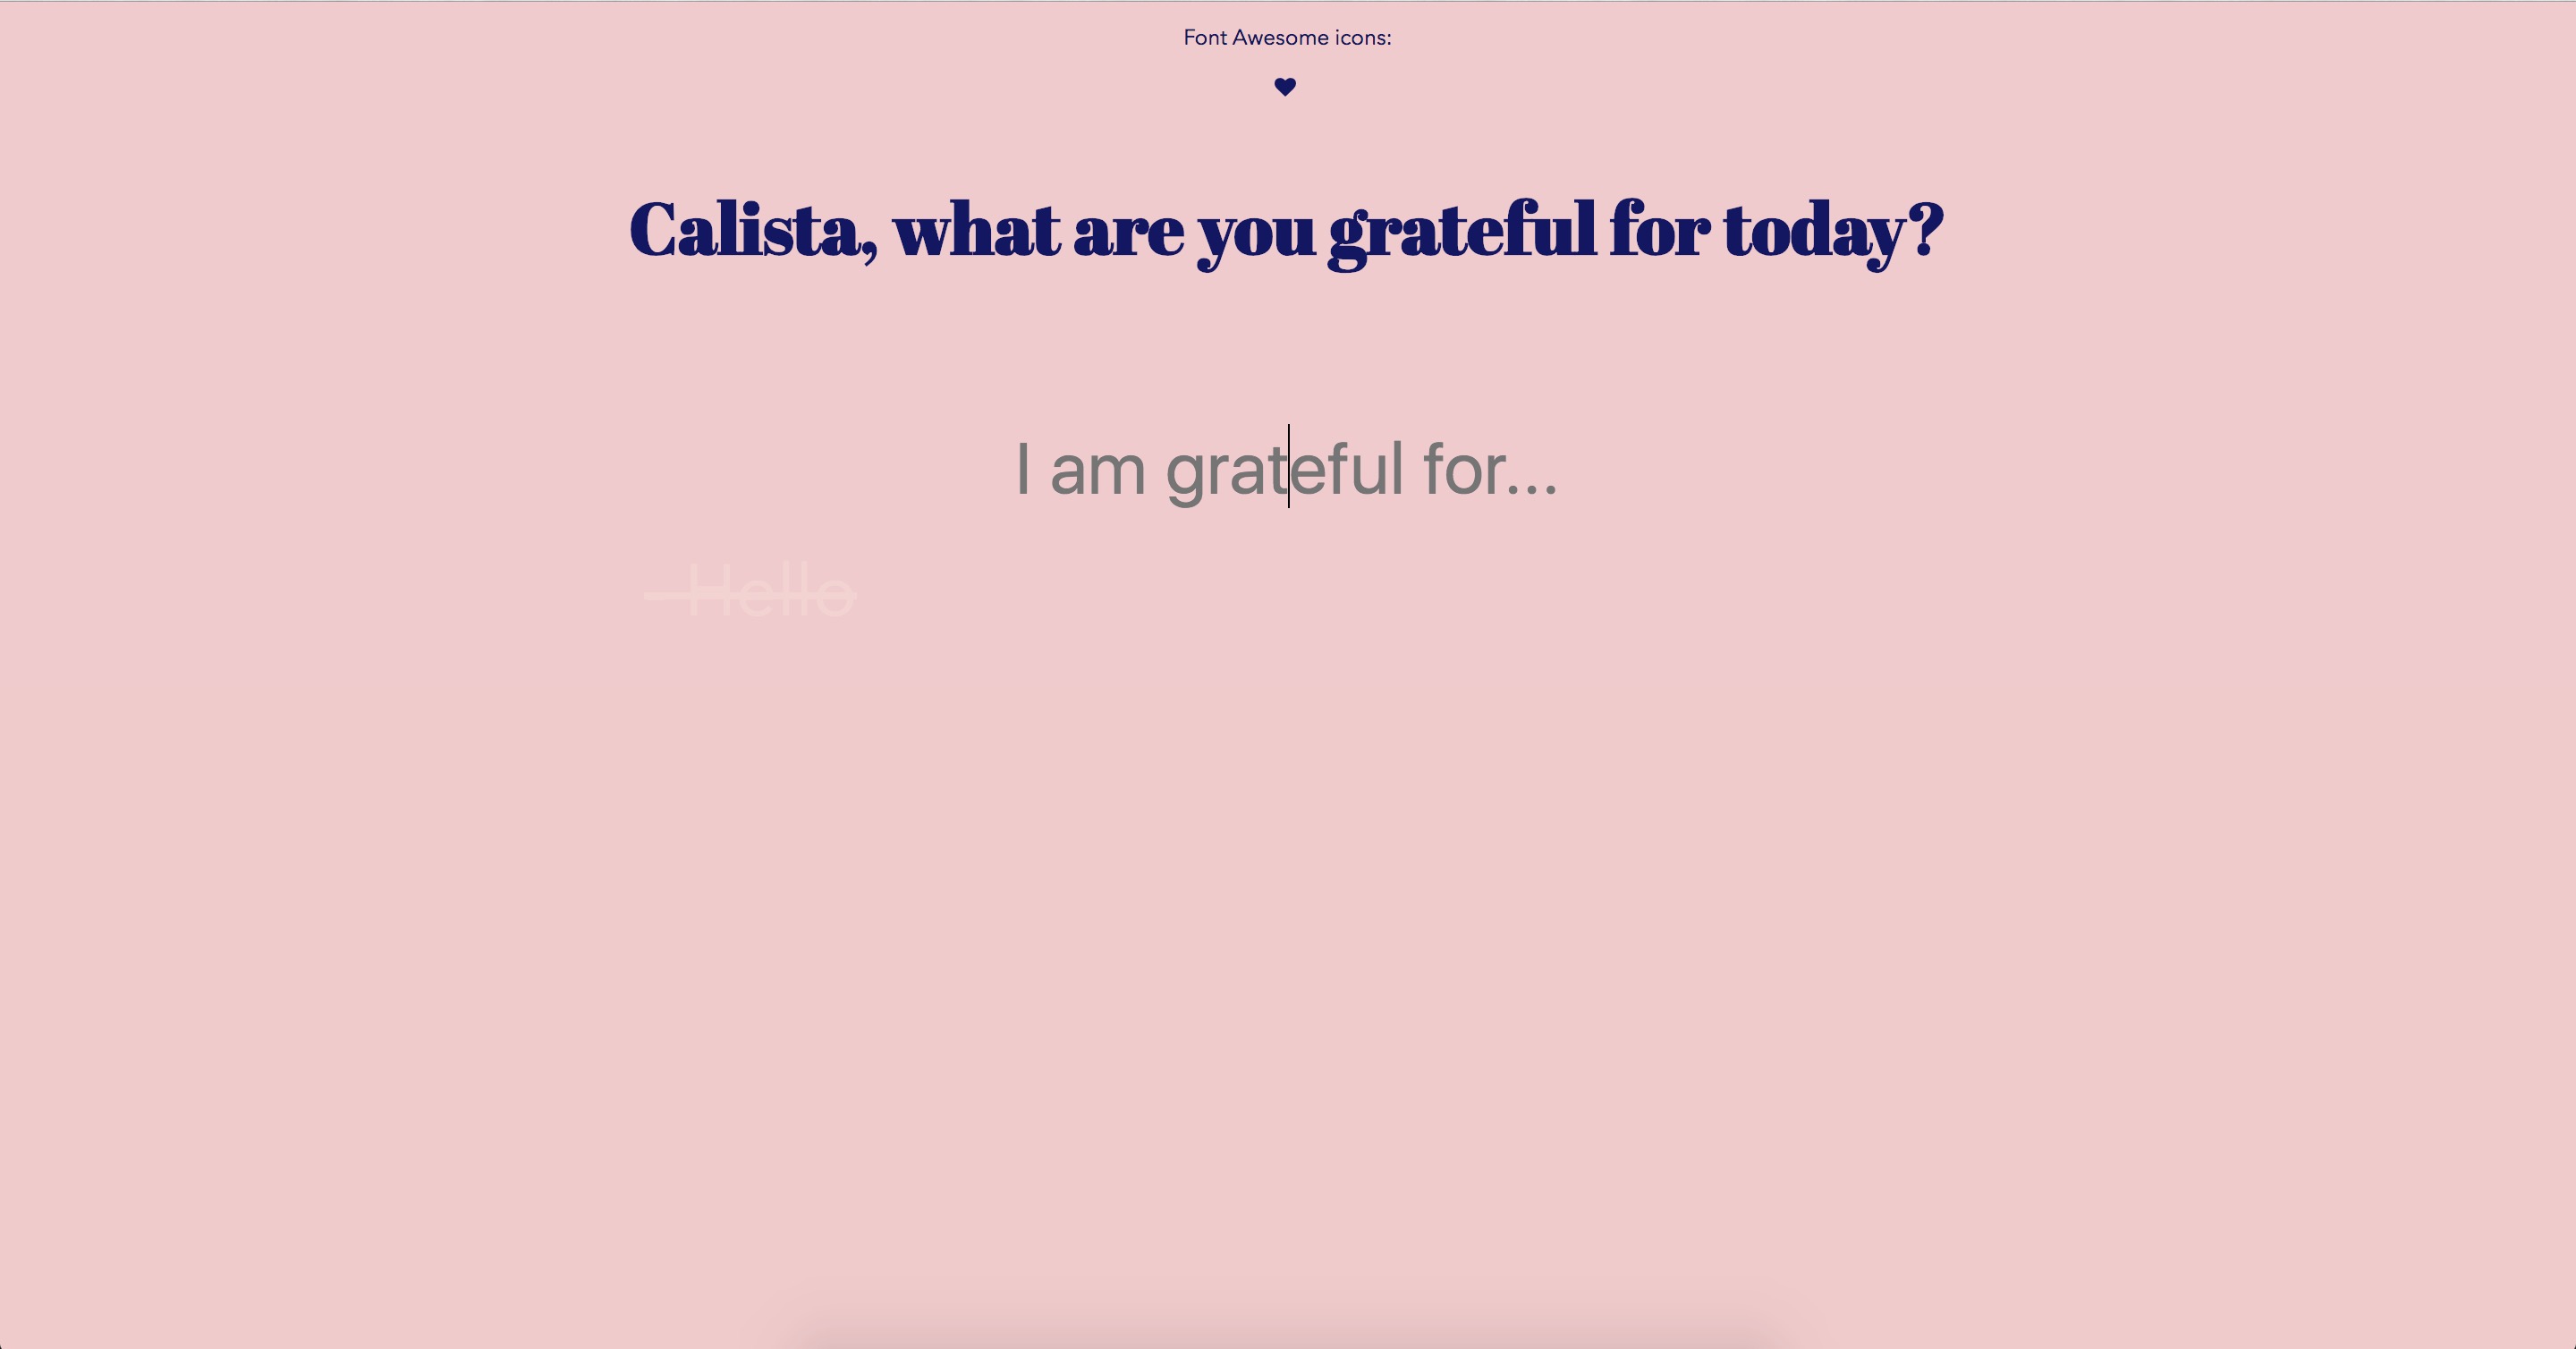 Font Awesome icons:
Calista, what are you grateful for today?
I am grateful for...
Hello